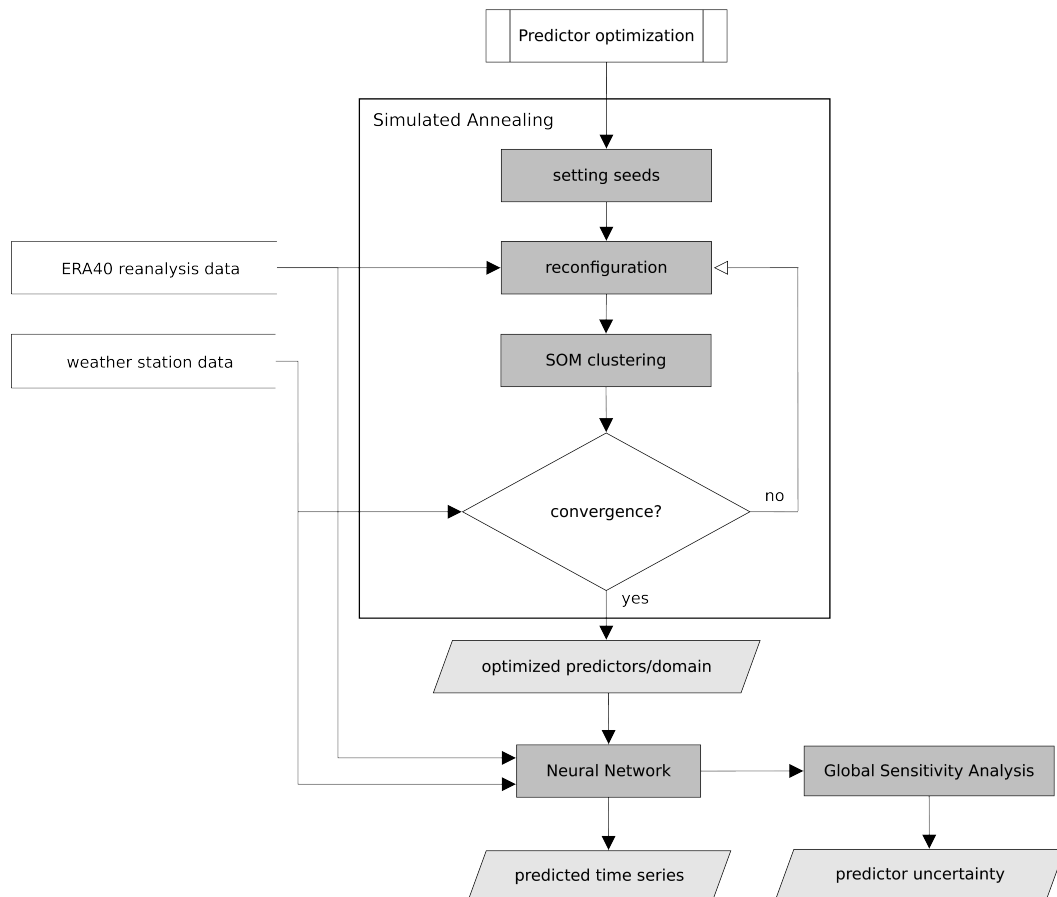 Predictor optimization
Simulated Annealing
setting seeds
ERA40 reanalysis data
reconfiguration
weather station data
SOM clustering
convergence?
no
yes
optimized predictors/domain
Neural Network
Global Sensitivity Analysis
predicted time series
predictor uncertainty